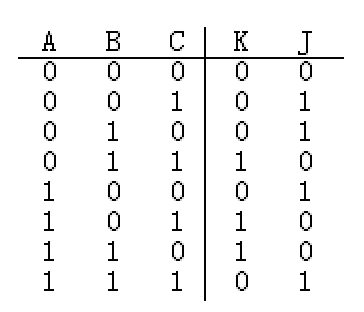 A B C K J
0 0 0 0 0
0 0 1 0 1
0 1 0 0 1
0 1 1 1 0
1 0 0 0 1
1 0 1 1 0
1 1 0 1 0
1 1 1 0 1